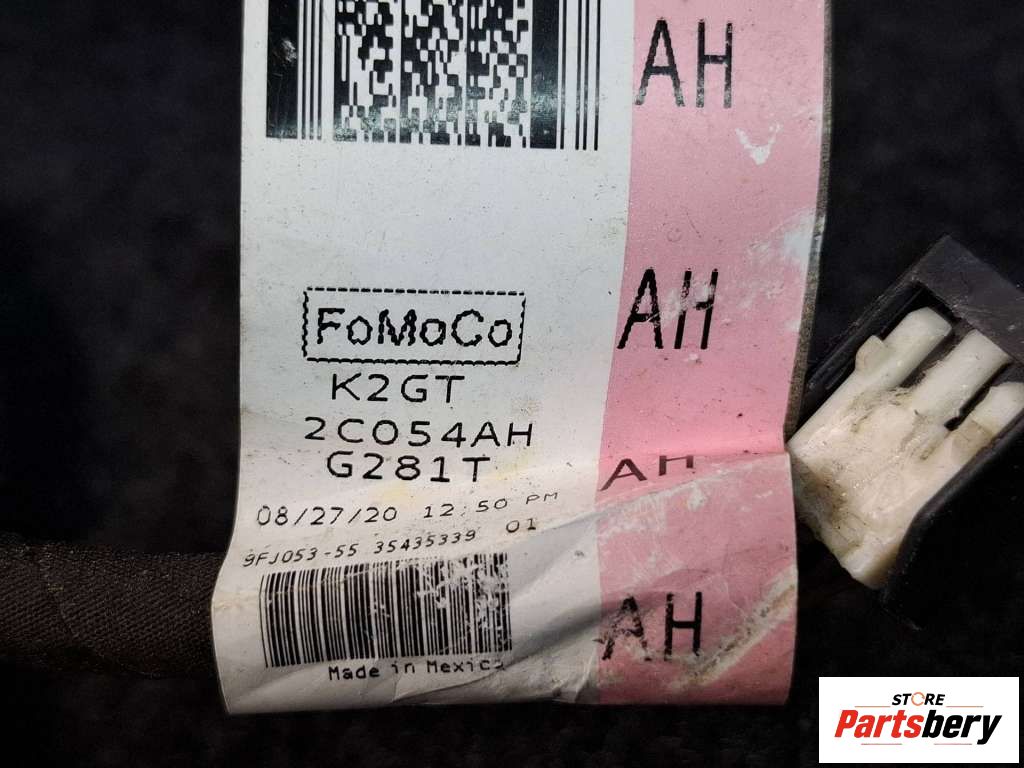 AH
AH
FoMoCo
K2GT
2C054AH
G281T
AH
08/27/20 12:50 PM
9FJ053-55 35435339 01
AH
Made in Mexico
STORE
Partsbery